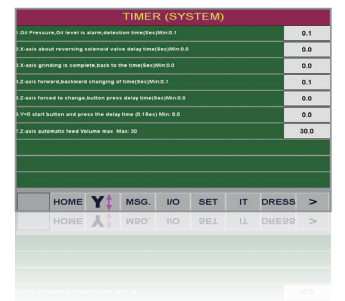 TIMER (SYSTEM)
1.Oil Pressure,Oil level is alarm,detection time(Sec)Min:0.1 0.1
2.X-axis about reversing solenoid valve delay time(Sec)Min:0.0 0.0
3.X-axis grinding is complete,back to the time(Sec)Min:0.0 0.0
4.Z-axis forward,backward changing of time(Sec)Min:0.1 0.1
5.Z-axis forced to change,button press delay time(Sec)Min:0.0 0.0
6.Y=0 start button and press the delay time (0.1Sec) Min: 0.0 0.0
7.Z-axis automatic feed Volume max Max: 30 30.0
HOME Y MSG. I/O SET IT DRESS >